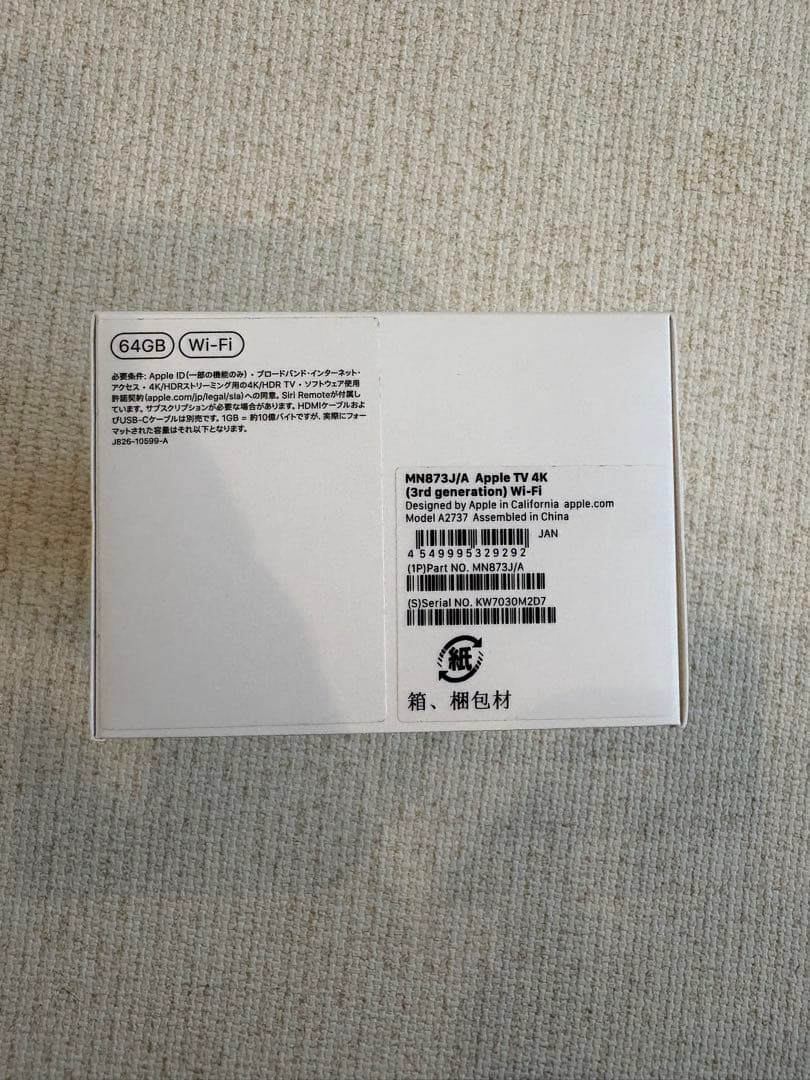 64GB Wi-Fi
必要条件: Apple ID(一部の機能のみ)・ブロードバンド・インターネット・
アクセス・4K/HDRストリーミング用の4K/HDR TV・ソフトウェア使用
許諾契約(apple.com/jp/legal/sla)への同意。Siri Remoteが付属し
ています。サブスクリプションが必要な場合があります。HDMIケーブルおよ
びUSB-Cケーブルは別売です。1GB = 約10億バイトですが、実際にフォー
マットされた容量はそれ以下となります。
J826-10599-A
MN873J/A Apple TV 4K
(3rd generation) Wi-Fi
Designed by Apple in California apple.com
Model A2737 Assembled in China
JAN
4549995329292
(1P)Part NO. MN873J/A
(S)Serial NO. KW7030M2D7
紙
箱、梱包材